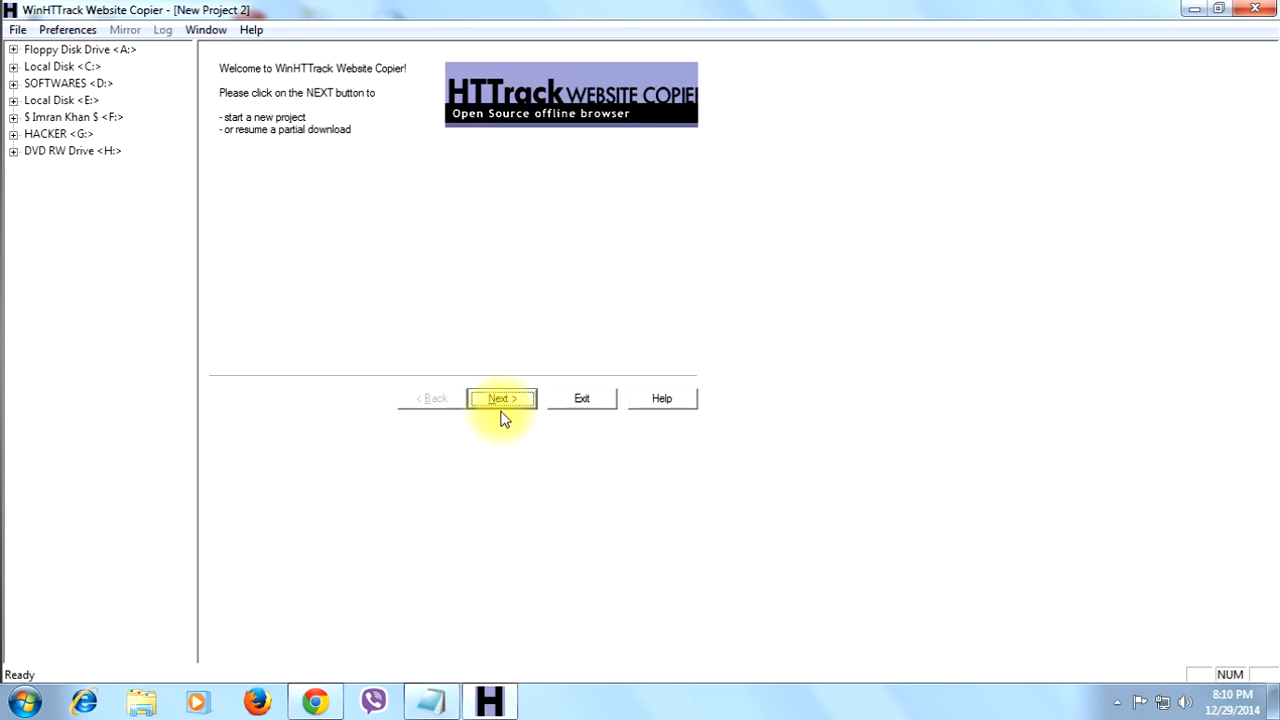 WinHTTrack Website Copier - [New Project 2]
File Preferences Mirror Log Window Help
Floppy Disk Drive <A:>
Local Disk <C:>
SOFTWARES <D:>
Local Disk <E:>
$ Imran Khan $ <F:>
HACKER <G:>
DVD RW Drive <H:>
Welcome to WinHTTrack Website Copier!
Please click on the NEXT button to
- start a new project
- or resume a partial download
HTTrack WEBSITE COPIER
Open Source offline browser
< Back Next > Exit Help
Ready
NUM
8:10 PM
12/29/2014